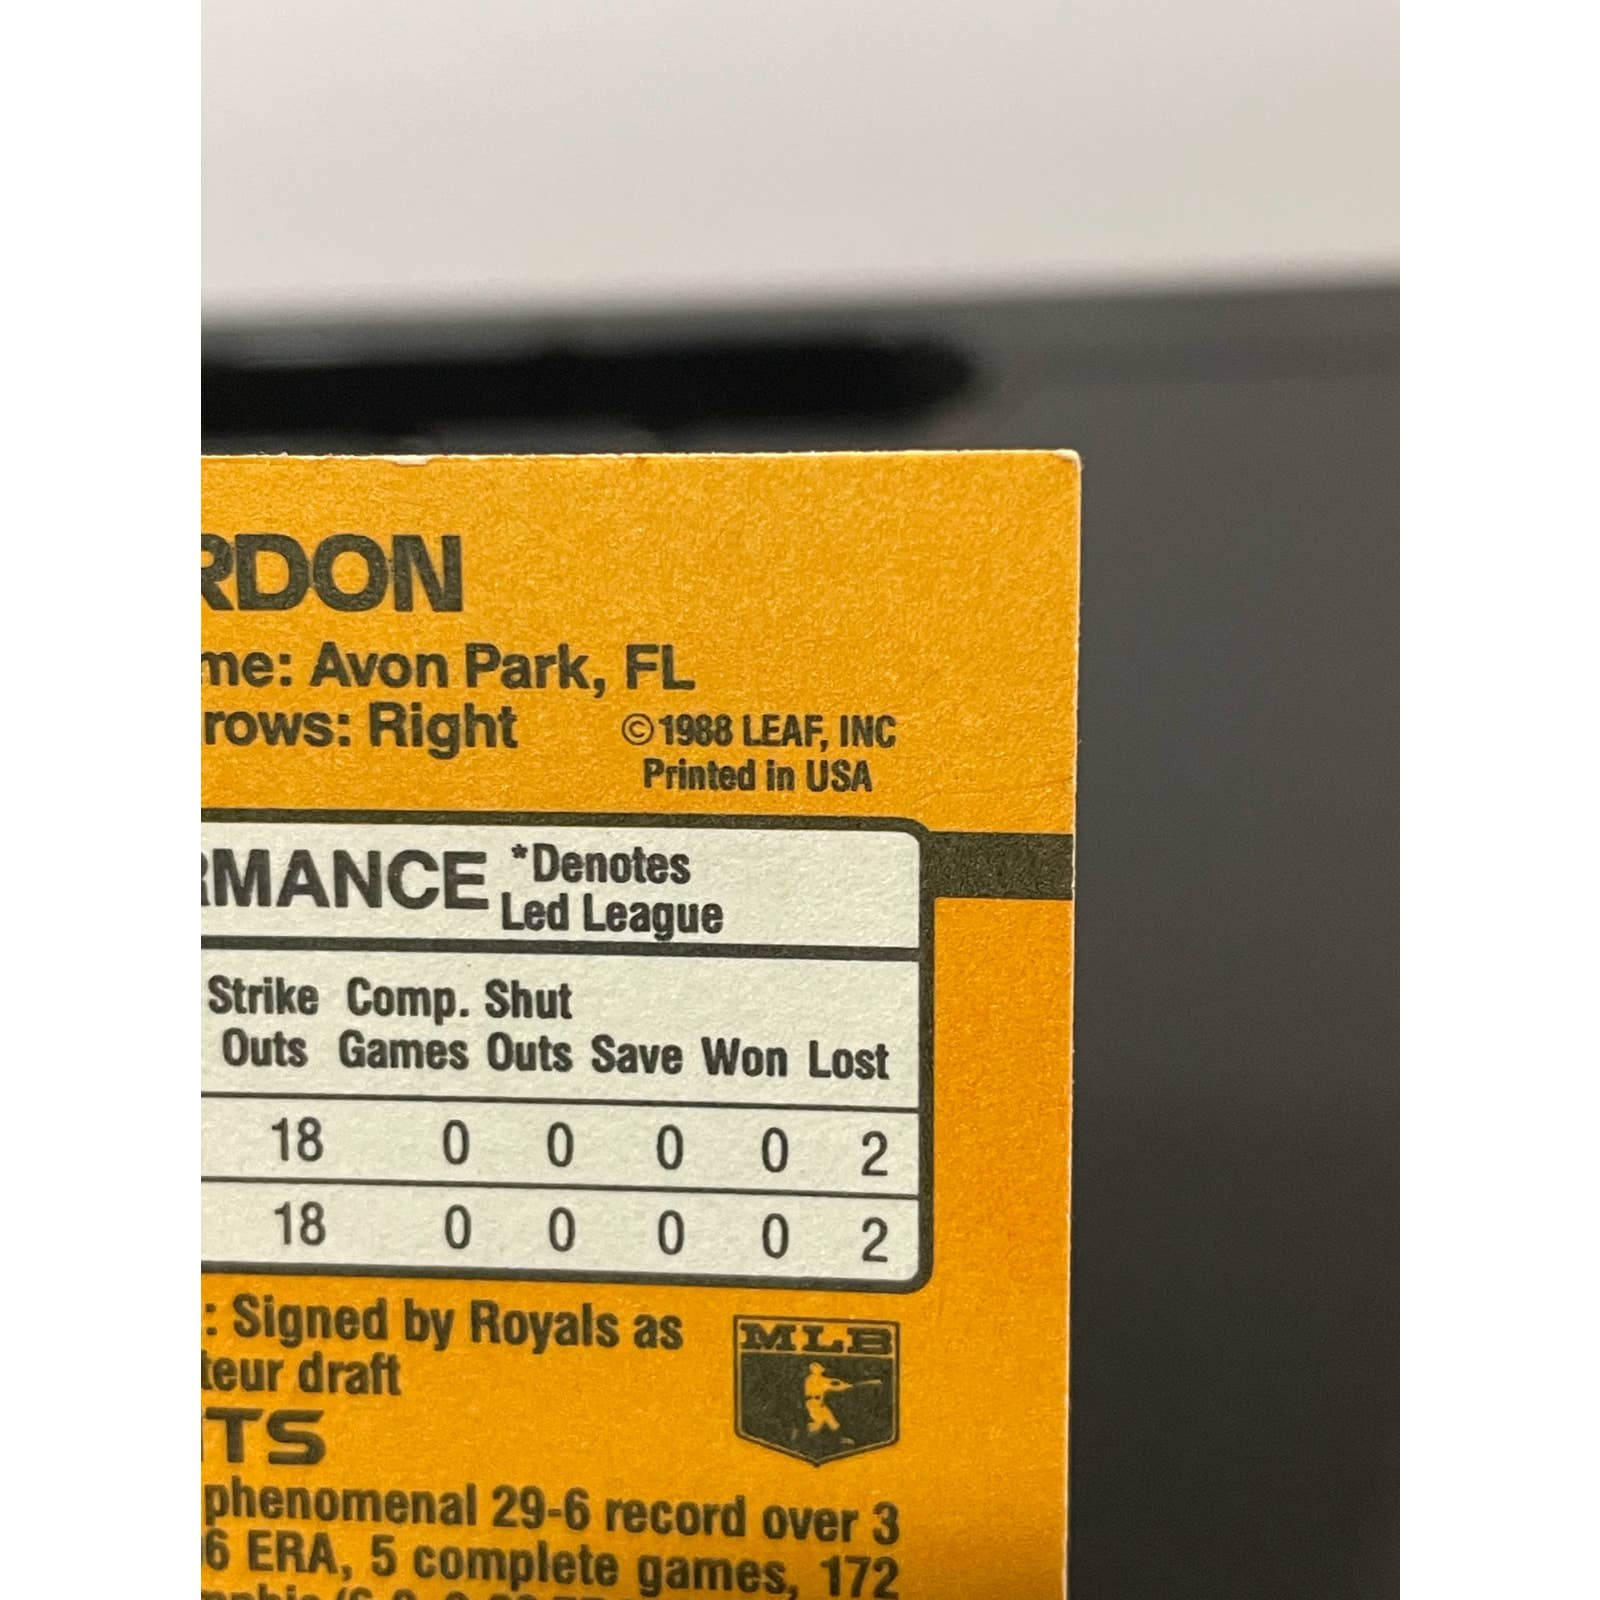 RDON
me: Avon Park, FL
rows: Right
© 1988 LEAF, INC
Printed in USA
RMANCE *Denotes
Led League
Strike Comp. Shut
Outs Games Outs Save Won Lost
18 0 0 0 0 2
18 0 0 0 0 2
: Signed by Royals as
teur draft
MLB
TS
phenomenal 29-6 record over 3
6 ERA, 5 complete games, 172